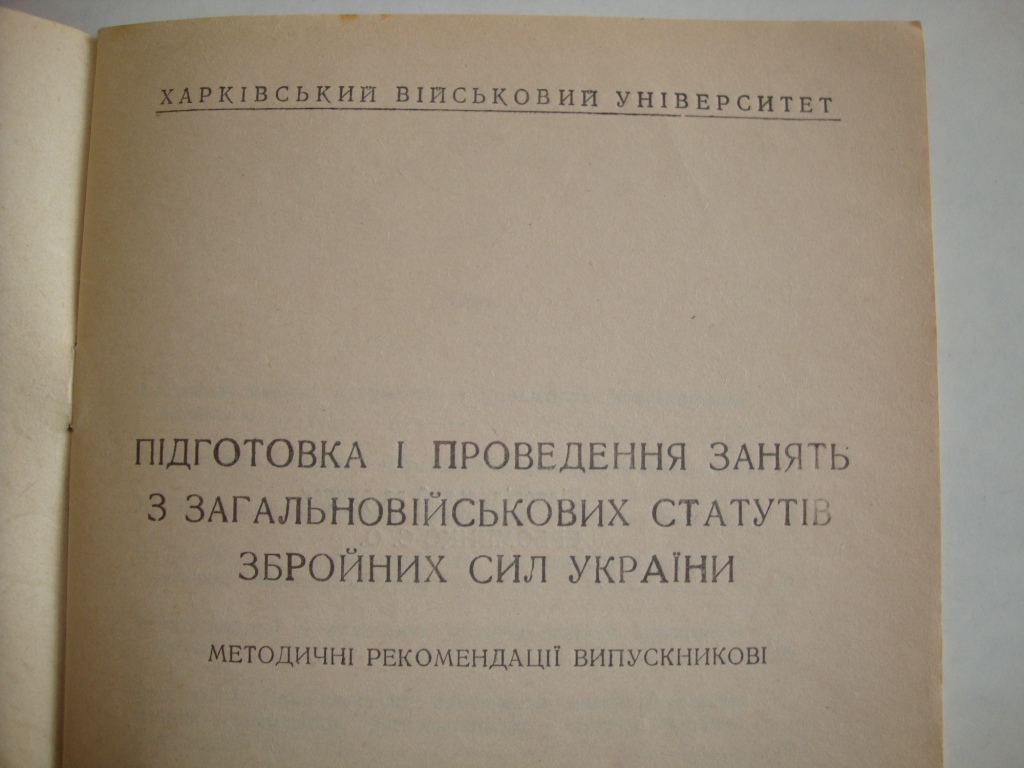 ХАРКІВСЬКИЙ ВІЙСЬКОВИЙ УНІВЕРСИТЕТ
ПІДГОТОВКА І ПРОВЕДЕННЯ ЗАНЯТЬ
З ЗАГАЛЬНОВІЙСЬКОВИХ СТАТУТІВ
ЗБРОЙНИХ СИЛ УКРАЇНИ
МЕТОДИЧНІ РЕКОМЕНДАЦІЇ ВИПУСКНИКОВІ